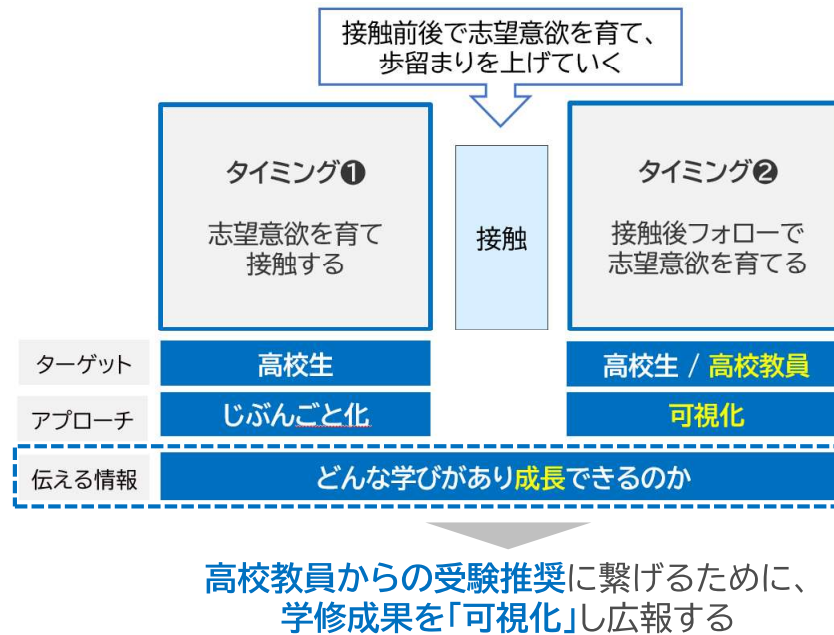 接触前後で志望意欲を育て、
歩留まりを上げていく
タイミング❶
志望意欲を育て
接触する
接触
タイミング❷
接触後フォローで
志望意欲を育てる
ターゲット
高校生
高校生 / 高校教員
アプローチ
じぶんごと化
可視化
伝える情報
どんな学びがあり成長できるのか
高校教員からの受験推奨に繋げるために、
学修成果を「可視化」し広報する